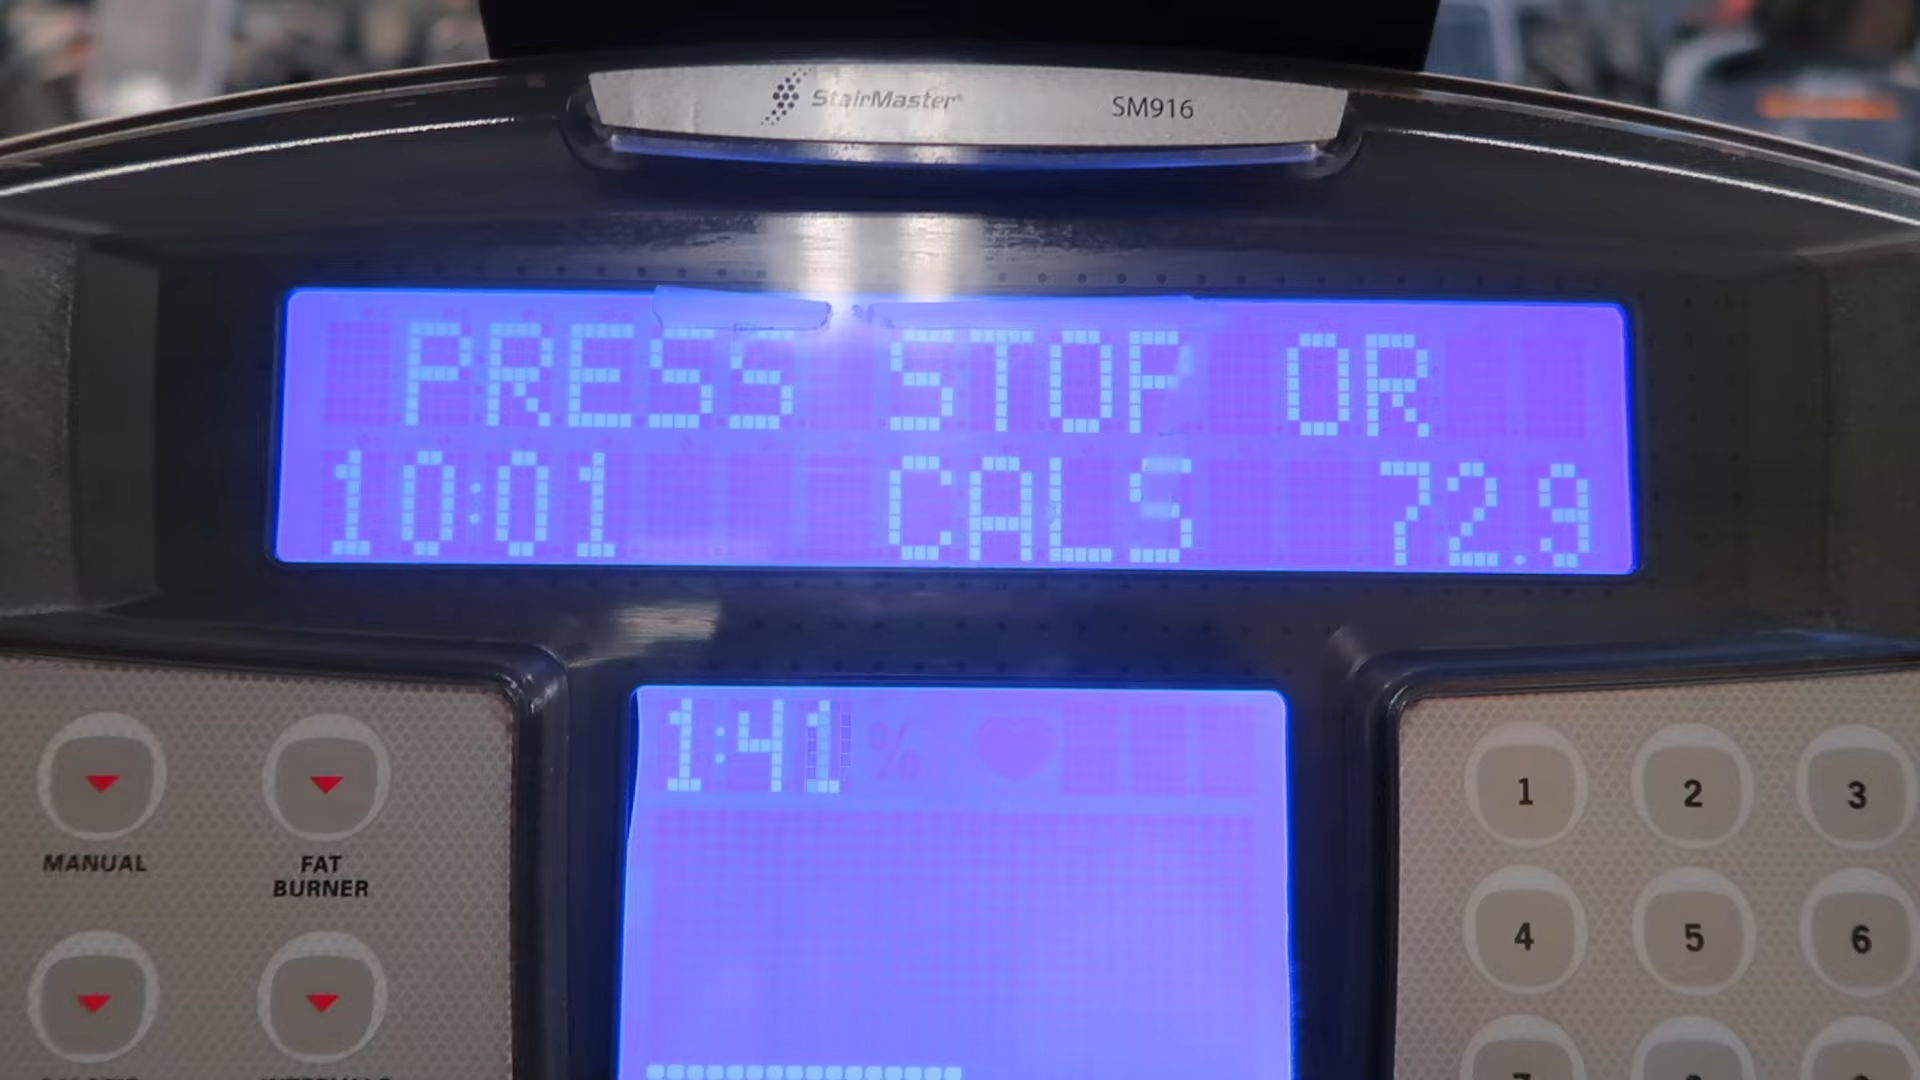 StairMaster® SM916
PRESS STOP OR
10:01 CALS 72.9
1:41 %
MANUAL
FAT
BURNER
1 2 3
4 5 6